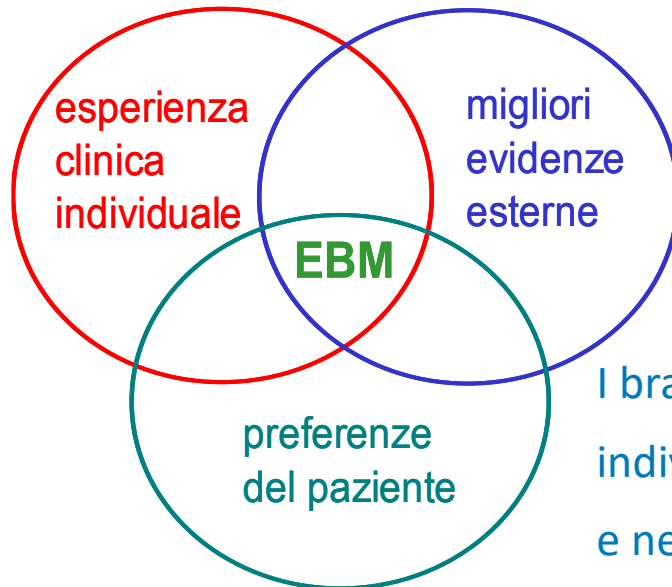 esperienza
clinica
individuale
migliori
evidenze
esterne
EBM
preferenze
del paziente
I
e